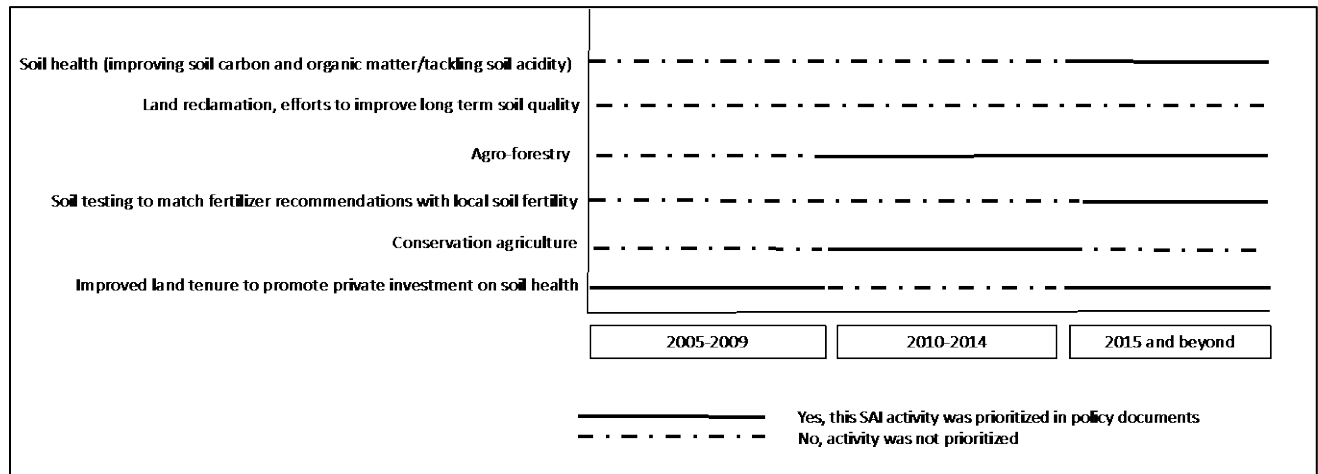 Soil health (improving soil carbon and organic matter/tackling soil acidity)
Land reclamation, efforts to improve long term soil quality
Agro-forestry
Soil testing to match fertilizer recommendations with local soil fertility
Conservation agriculture
Improved land tenure to promote private investment on soil health
2005-2009 2010-2014 2015 and beyond
Yes, this SAI activity was prioritized in policy documents
No, activity was not prioritized